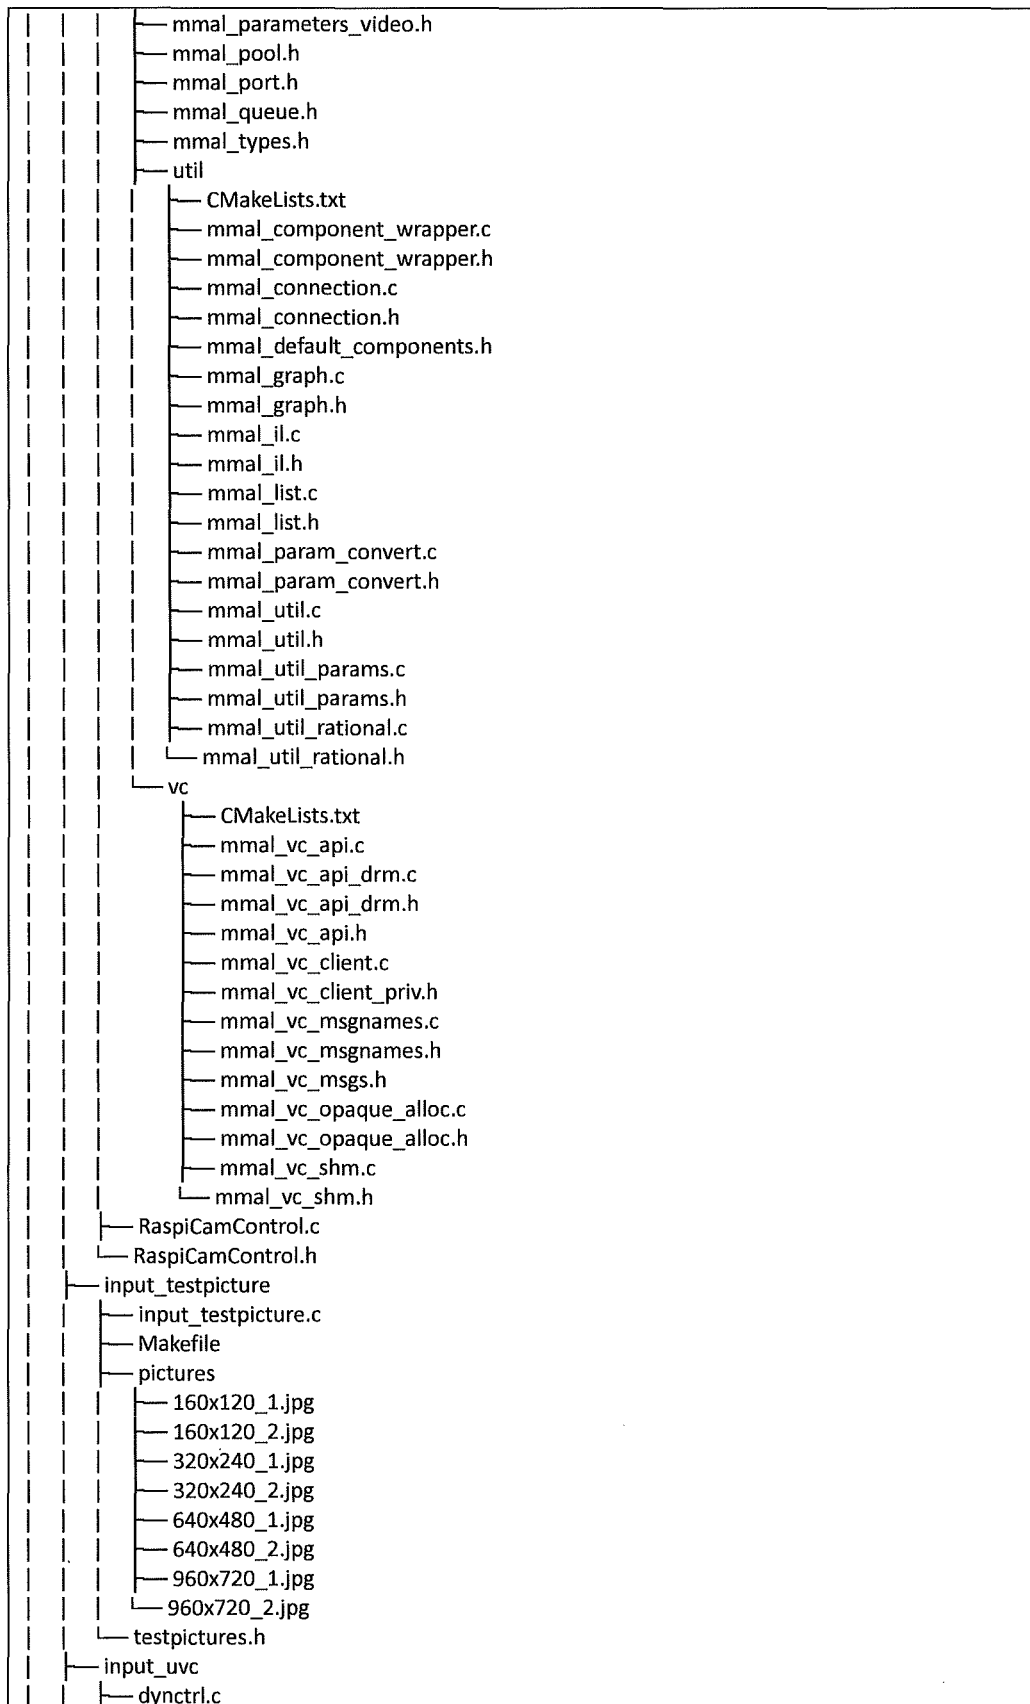 mmal_parameters_video.h
mmal_pool.h
mmal_port.h
mmal_queue.h
mmal_types.h
util
CMakeLists.txt
mmal_component_wrapper.c
mmal_component_wrapper.h
mmal_connection.c
mmal_connection.h
mmal_default_components.h
mmal_graph.c
mmal_graph.h
mmal_il.c
mmal_il.h
mmal_list.c
mmal_list.h
mmal_param_convert.c
mmal_param_convert.h
mmal_util.c
mmal_util.h
mmal_util_params.c
mmal_util_params.h
mmal_util_rational.c
mmal_util_rational.h
vc
CMakeLists.txt
mmal_vc_api.c
mmal_vc_api_drm.c
mmal_vc_api_drm.h
mmal_vc_api.h
mmal_vc_client.c
mmal_vc_client_priv.h
mmal_vc_msgnames.c
mmal_vc_msgnames.h
mmal_vc_msgs.h
mmal_vc_opaque_alloc.c
mmal_vc_opaque_alloc.h
mmal_vc_shm.c
mmal_vc_shm.h
RaspiCamControl.c
RaspiCamControl.h
input_testpicture
input_testpicture.c
Makefile
pictures
160x120_1.jpg
160x120_2.jpg
320x240_1.jpg
320x240_2.jpg
640x480_1.jpg
640x480_2.jpg
960x720_1.jpg
960x720_2.jpg
testpictures.h
input_uvc
dynctrl.c